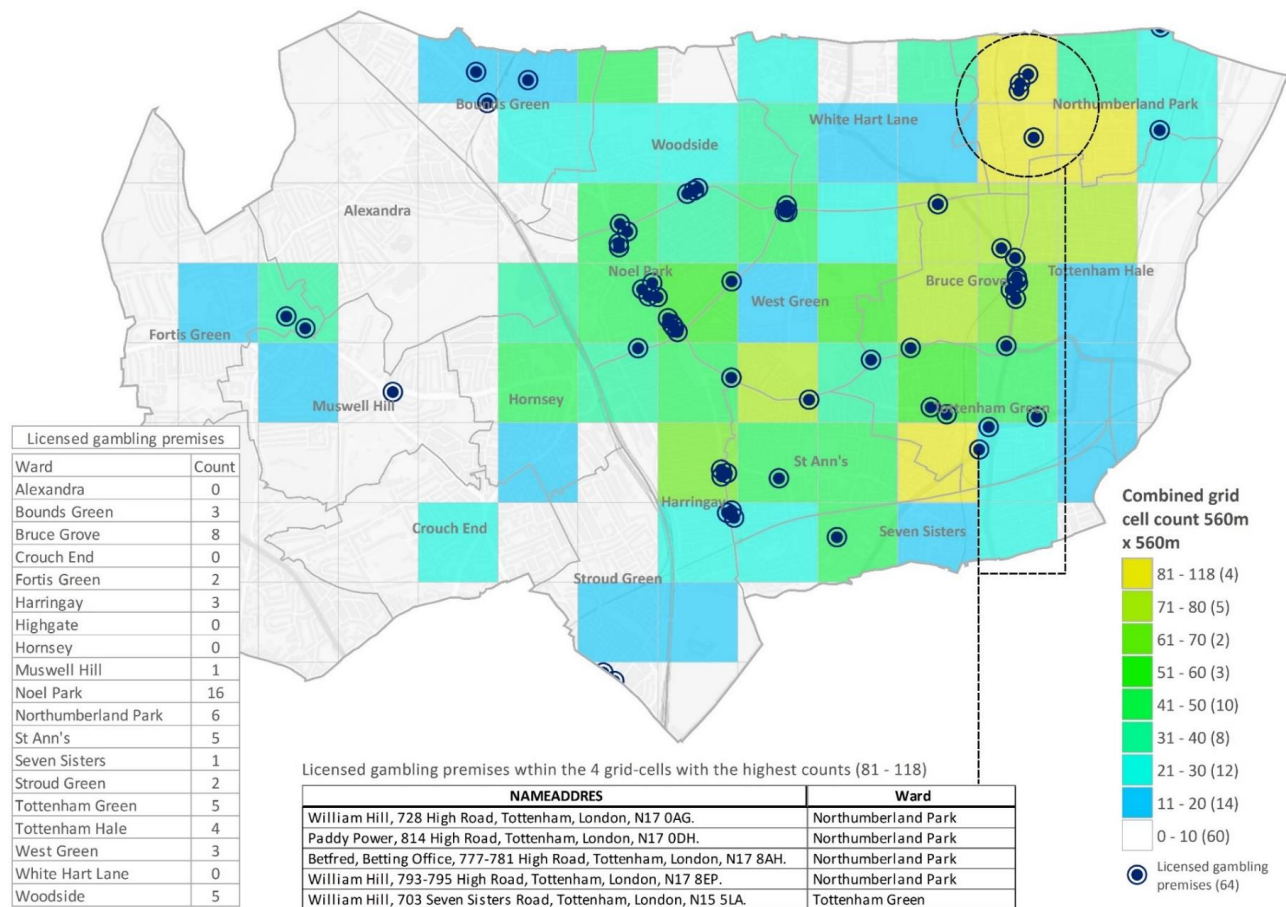 Bounds Green
Northumberland Park
White Hart Lane
Woodside
Alexandra
Noel Park
Bruce Grove
Tottenham Hale
West Green
Fortis Green
Muswell Hill
Hornsey
Tottenham Green
St Ann's
Harringay
Crouch End
Seven Sisters
Stroud Green
Licensed gambling premises
Ward Count
Alexandra 0
Bounds Green 3
Bruce Grove 8
Crouch End 0
Fortis Green 2
Harringay 3
Highgate 0
Hornsey 0
Muswell Hill 1
Noel Park 16
Northumberland Park 6
St Ann's 5
Seven Sisters 1
Stroud Green 2
Tottenham Green 5
Tottenham Hale 4
West Green 3
White Hart Lane 0
Woodside 5
Licensed gambling premises wthin the 4 grid-cells with the highest counts (81 - 118)
NAMEADDRES Ward
William Hill, 728 High Road, Tottenham, London, N17 0AG. Northumberland Park
Paddy Power, 814 High Road, Tottenham, London, N17 0DH. Northumberland Park
Betfred, Betting Office, 777-781 High Road, Tottenham, London, N17 8AH. Northumberland Park
William Hill, 793-795 High Road, Tottenham, London, N17 8EP. Northumberland Park
William Hill, 703 Seven Sisters Road, Tottenham, London, N15 5LA. Tottenham Green
Combined grid
cell count 560m
x 560m
81 - 118 (4)
71 - 80 (5)
61 - 70 (2)
51 - 60 (3)
41 - 50 (10)
31 - 40 (8)
21 - 30 (12)
11 - 20 (14)
0 - 10 (60)
Licensed gambling
premises (64)